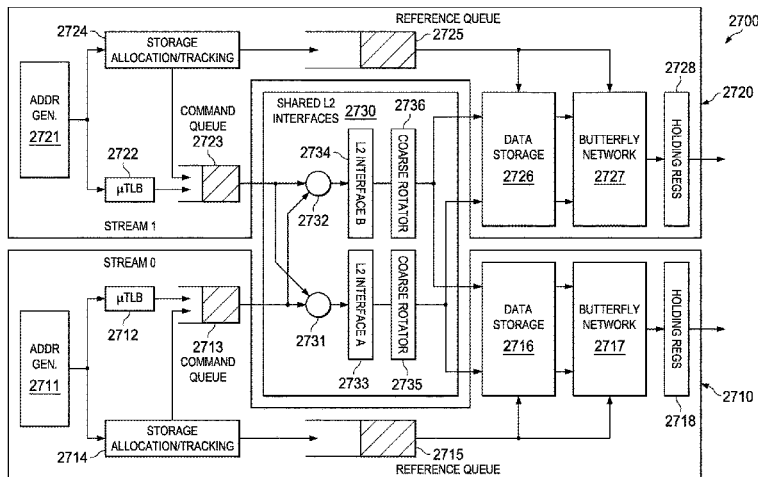 REFERENCE QUEUE
2700
2724
STORAGE
ALLOCATION/TRACKING
2725
2728
2720
ADDR
GEN.
2721
COMMAND
QUEUE
2723
2722
µTLB
SHARED L2
INTERFACES
2730
2736
2734
L2 INTERFACE B
COARSE ROTATOR
2732
DATA
STORAGE
2726
BUTTERFLY
NETWORK
2727
HOLDING REGS
STREAM 1
STREAM 0
µTLB
2712
2713
COMMAND
QUEUE
2731
L2 INTERFACE A
COARSE ROTATOR
2733
2735
ADDR
GEN.
2711
DATA
STORAGE
2716
BUTTERFLY
NETWORK
2717
HOLDING REGS
2710
2718
STORAGE
ALLOCATION/TRACKING
2714
2715
REFERENCE QUEUE